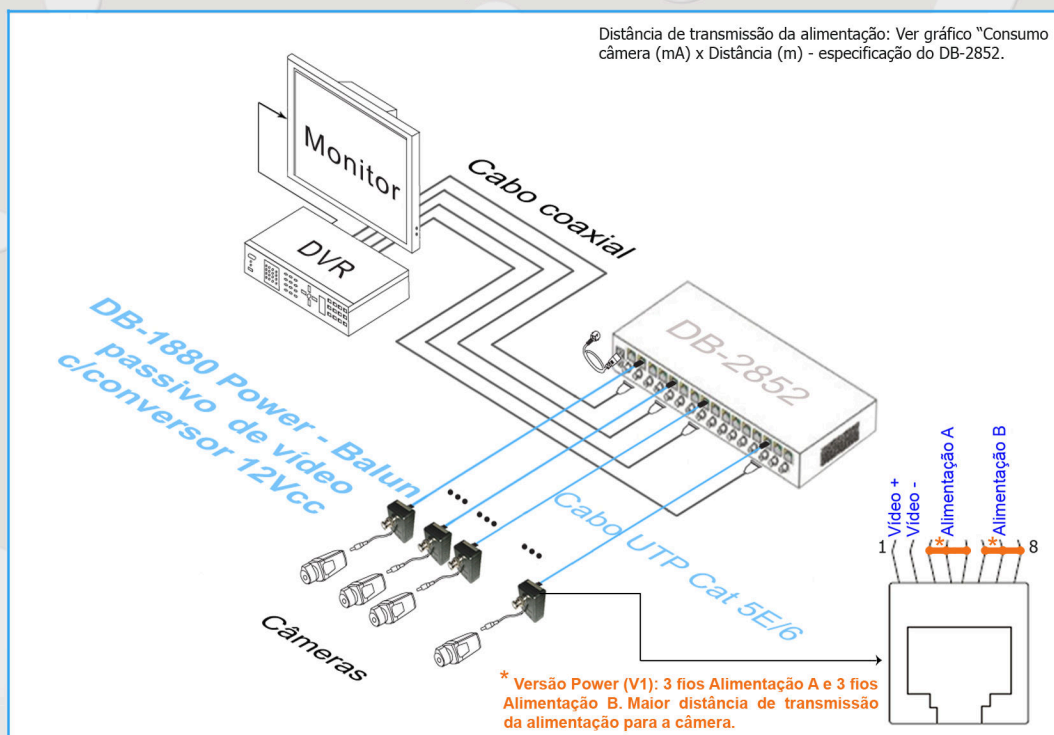 Distância de transmissão da alimentação: Ver gráfico “Consumo
câmera (mA) x Distância (m) - especificação do DB-2852.
Monitor
Cabo coaxial
DVR
DB-2852
DB-1880 Power - Balun
passivo de vídeo
c/conversor 12Vcc
Cabo UTP Cat 5E/6
Câmeras
Vídeo +
Vídeo -
*Alimentação A
*Alimentação B
1
8
* Versão Power (V1): 3 fios Alimentação A e 3 fios
Alimentação B. Maior distância de transmissão
da alimentação para a câmera.